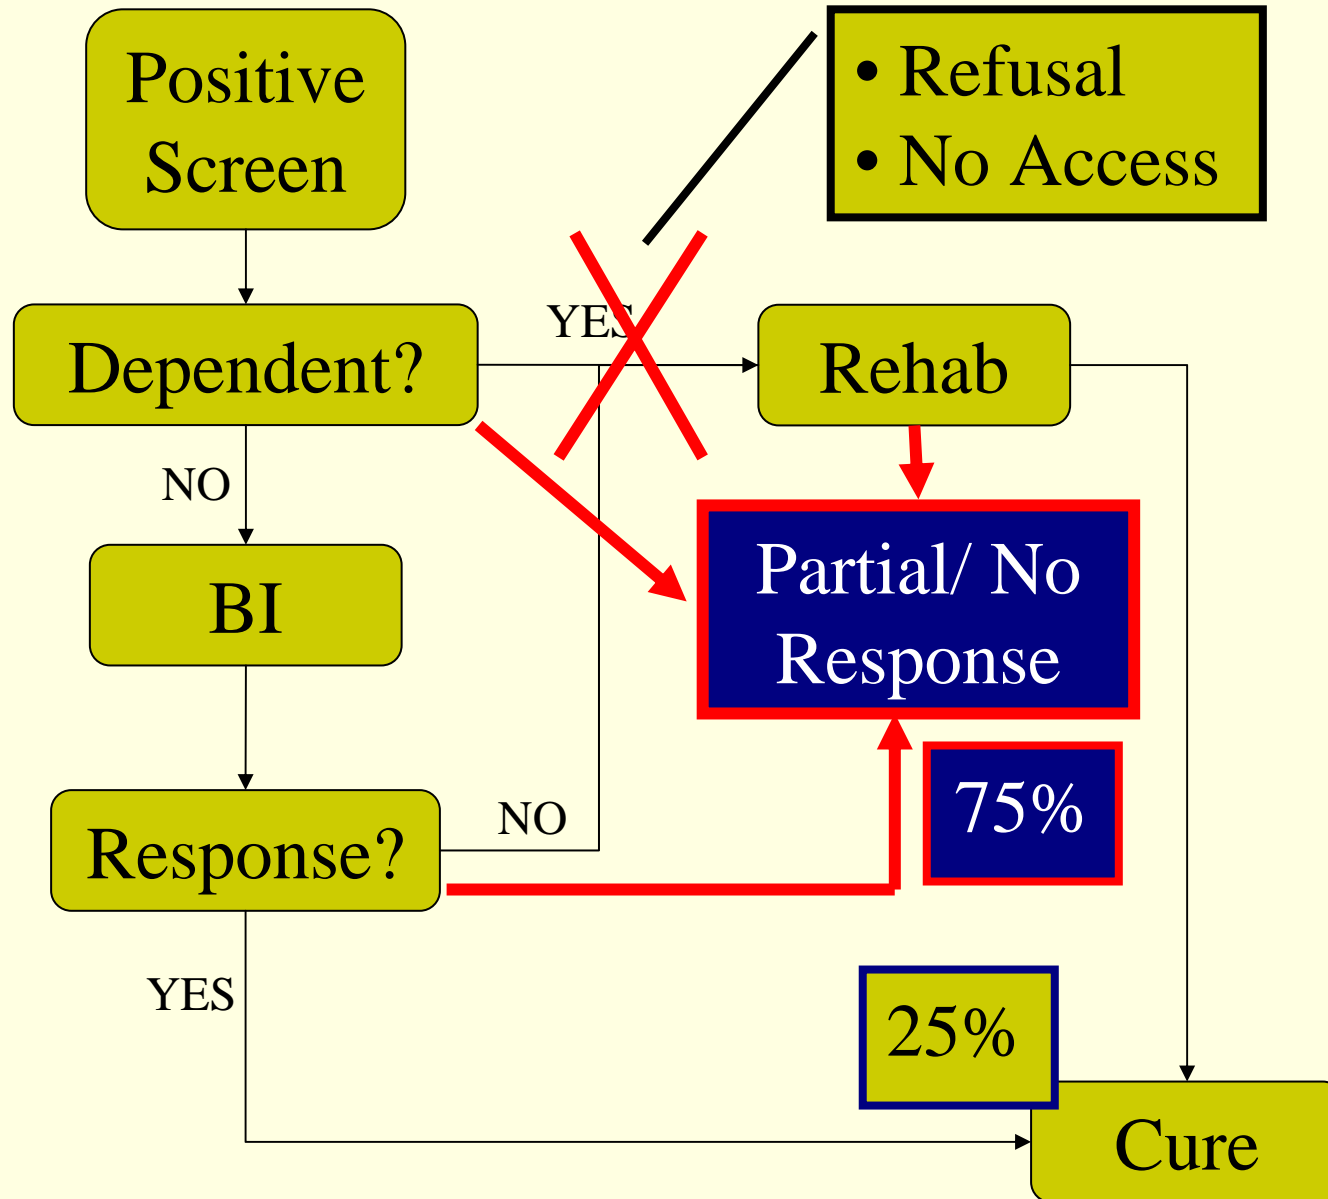 Positive
Screen
• Refusal
• No Access
Dependent?
YES
Rehab
NO
BI
Partial/ No
Response
75%
Response?
NO
YES
25%
Cure